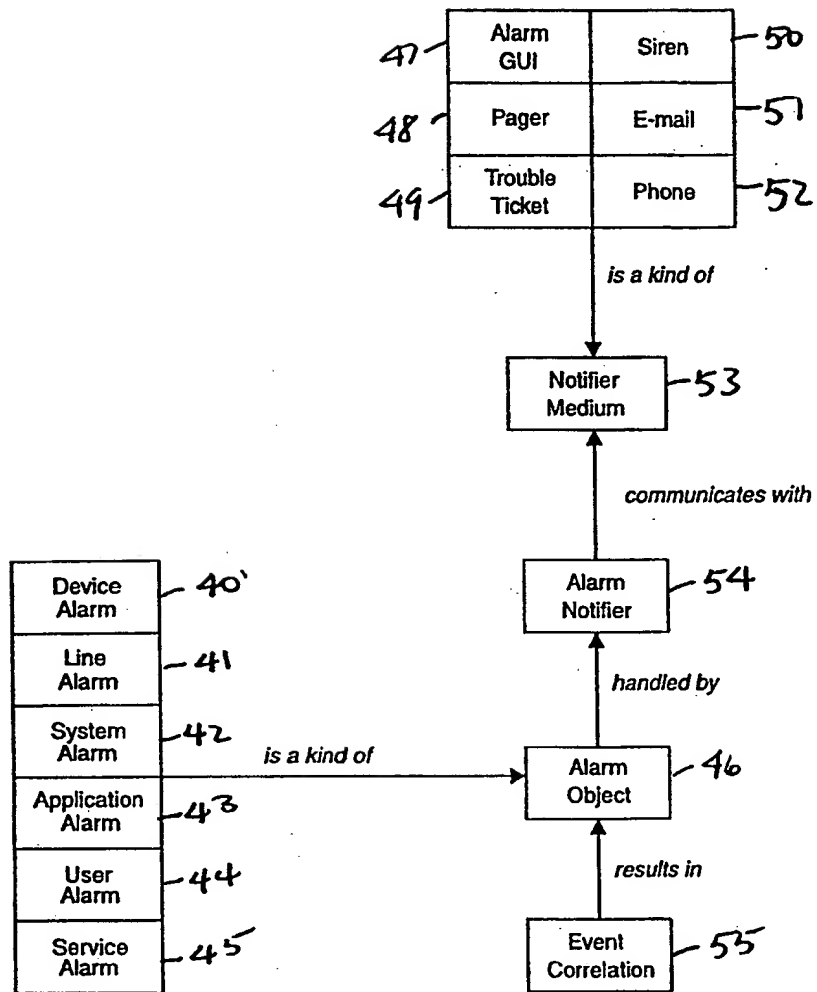 47 Alarm GUI Siren 50
48 Pager E-mail 51
49 Trouble Ticket Phone 52
is a kind of
Notifier Medium 53
communicates with
Device Alarm 40
Alarm Notifier 54
Line Alarm 41
handled by
System Alarm 42
is a kind of
Alarm Object 46
Application Alarm 43
User Alarm 44
results in
Service Alarm 45
Event Correlation 55